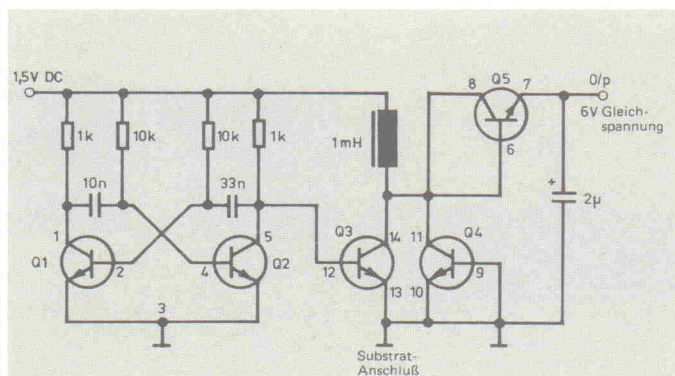 1,5V DC
1k
10k
10k
1k
10n
33n
1
2
Q1
5
4
Q2
3
1mH
Q3
12
14
13
Substrat-
Anschluß
11
10
9
Q4
8
Q5
7
6
0/p
6V Gleich-
spannung
+
2µ